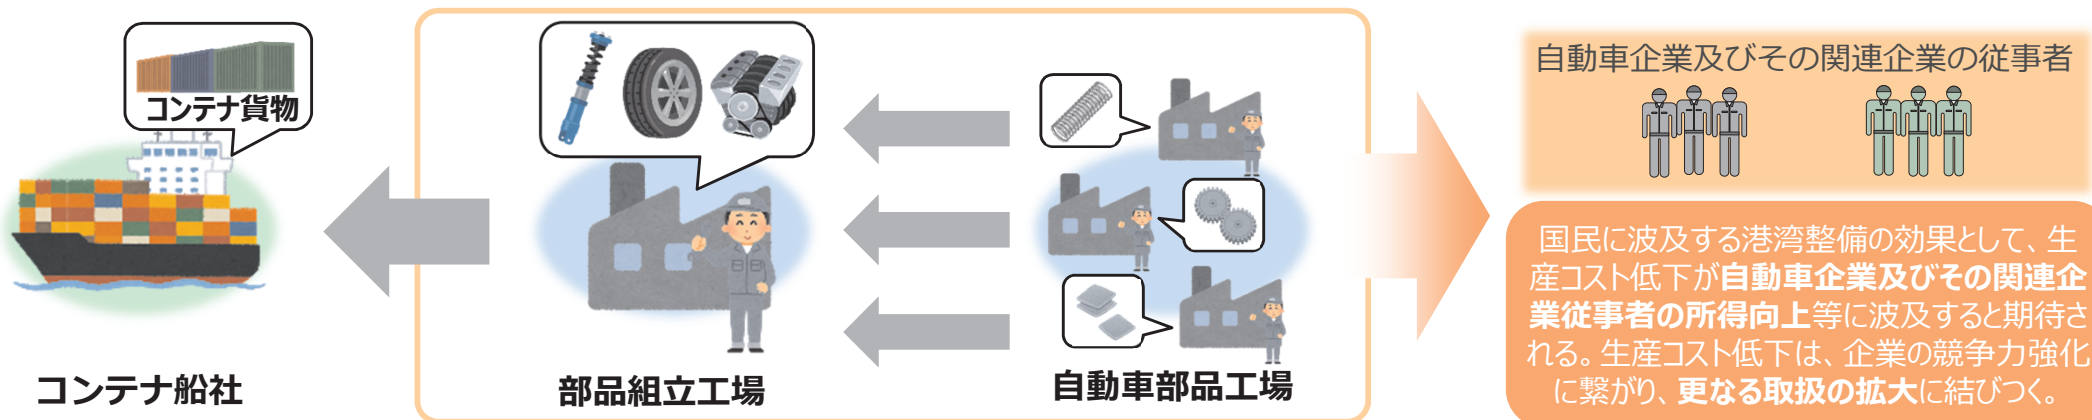 コンテナ貨物
コンテナ船社
部品組立工場
自動車部品工場
自動車企業及びその関連企業の従事者
国民に波及する港湾整備の効果として、生
産コスト低下が自動車企業及びその関連企
業従事者の所得向上等に波及すると期待さ
れる。生産コスト低下は、企業の競争力強化
に繋がり、更なる取扱の拡大に結びつく。